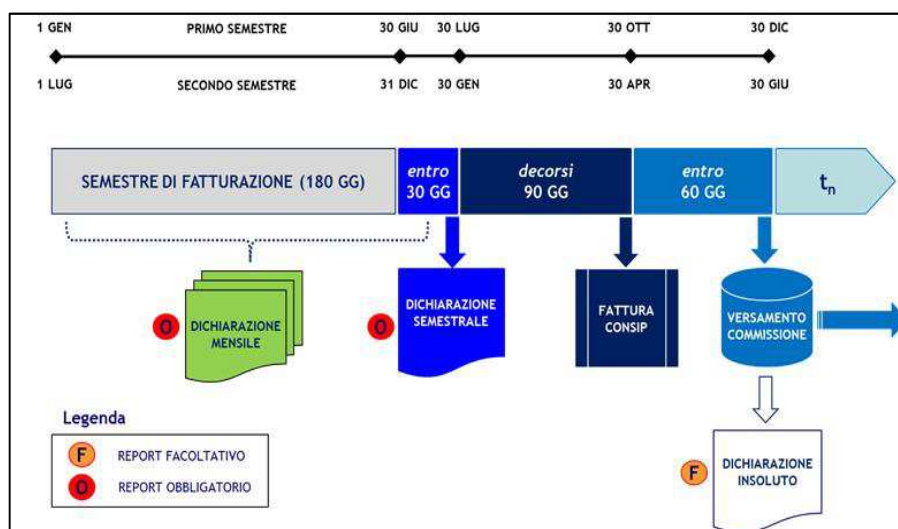 1 GEN PRIMO SEMESTRE 30 GIU 30 LUG 30 OTT 30 DIC
1 LUG SECONDO SEMESTRE 31 DIC 30 GEN 30 APR 30 GIU
SEMESTRE DI FATTURAZIONE (180 GG)
entro
30 GG
decorsi
90 GG
entro
60 GG
tn
O
DICHIARAZIONE
MENSILE
O
DICHIARAZIONE
SEMESTRALE
FATTURA
CONSIP
VERSAMENTO
COMMISSIONE
Legenda
F REPORT FACOLTATIVO
O REPORT OBBLIGATORIO
F
DICHIARAZIONE
INSOLUTO